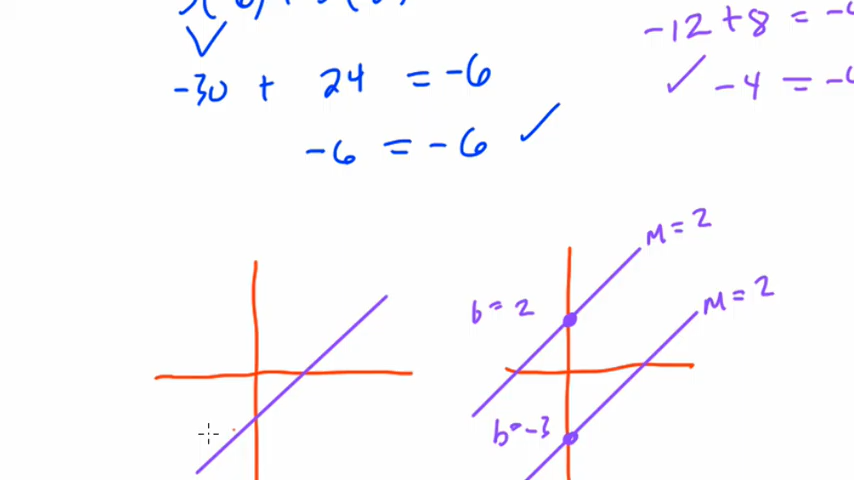 -12 + 8 =
-30 + 24 = -6
✓ -4 =
-6 = -6 ✓
m = 2
m = 2
b = 2
b = -3